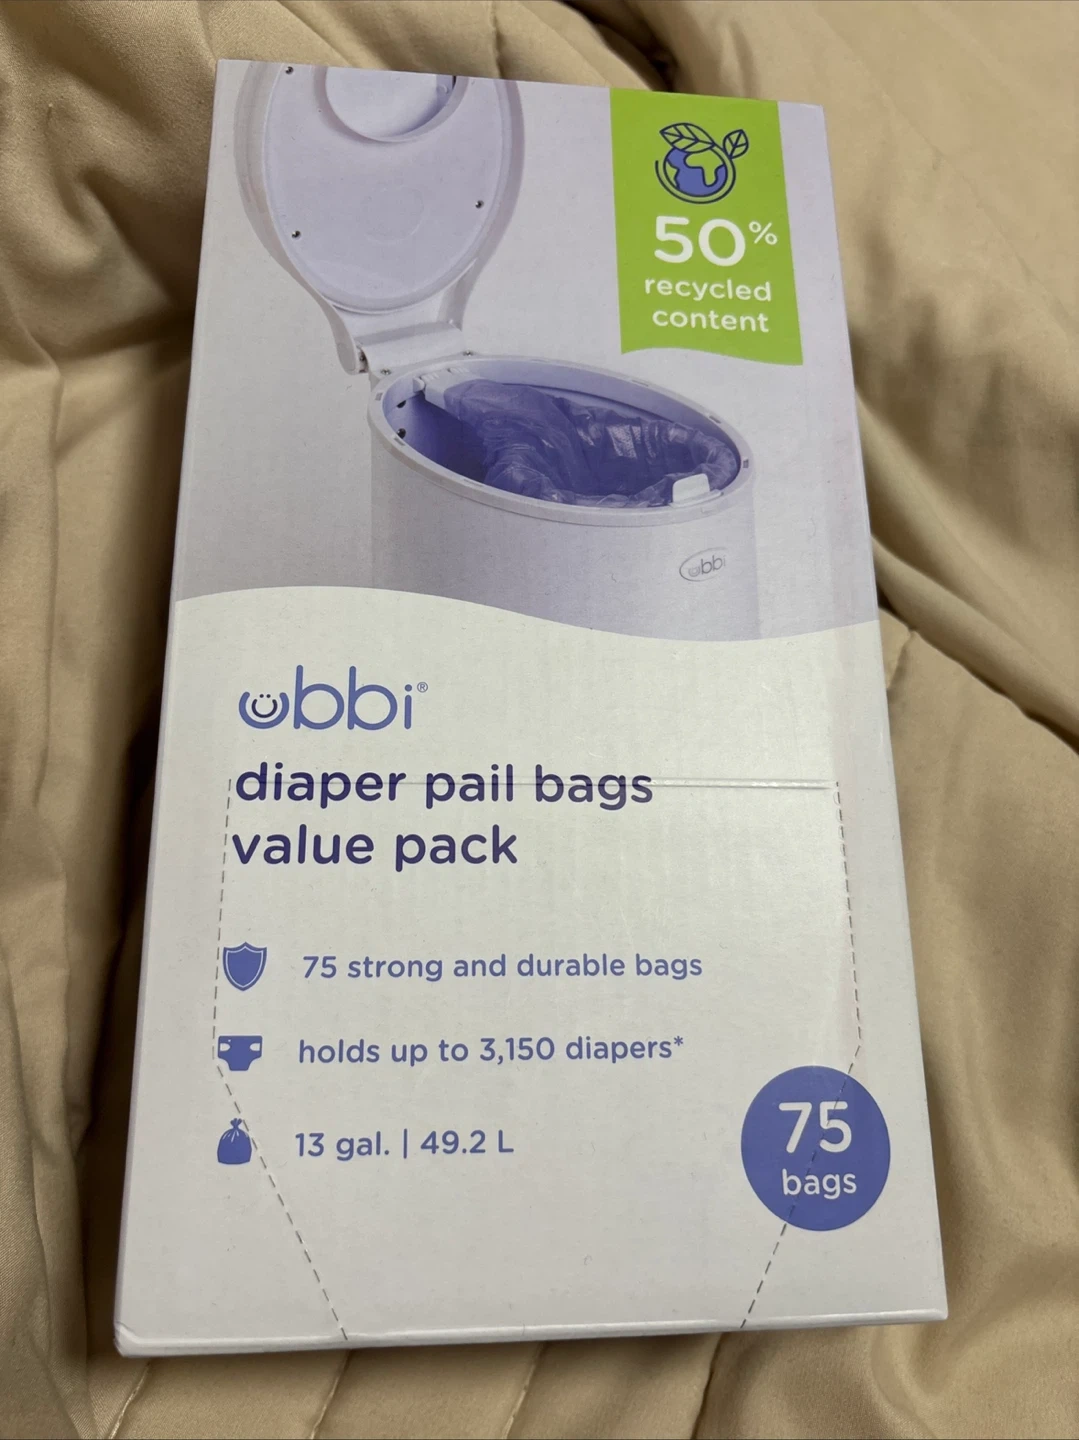 50%
recycled
content
ubbi
ubbi®
diaper pail bags
value pack
75 strong and durable bags
holds up to 3,150 diapers*
13 gal. | 49.2 L
75
bags